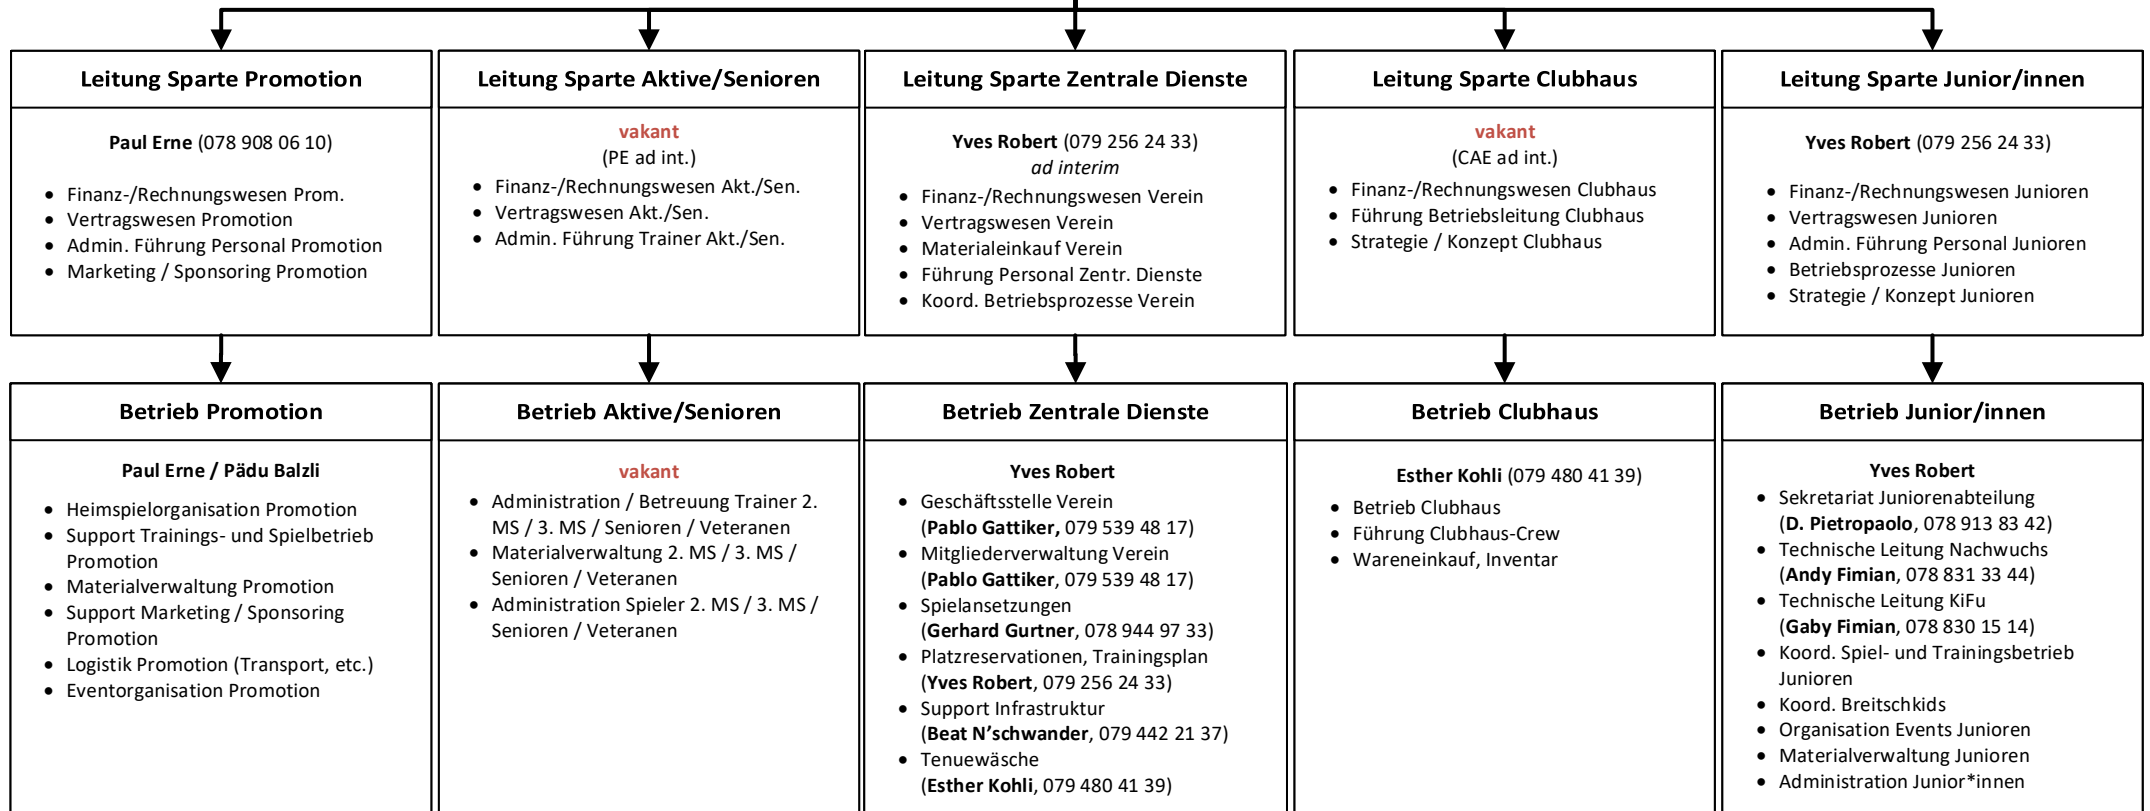 Leitung Sparte Promotion
Paul Erne (078 908 06 10)
• Finanz-/Rechnungswesen Prom.
• Vertragswesen Promotion
• Admin. Führung Personal Promotion
• Marketing / Sponsoring Promotion
Leitung Sparte Aktive/Senioren
vakant
(PE ad int.)
• Finanz-/Rechnungswesen Akt./Sen.
• Vertragswesen Akt./Sen.
• Admin. Führung Trainer Akt./Sen.
Leitung Sparte Zentrale Dienste
Yves Robert (079 256 24 33)
ad interim
• Finanz-/Rechnungswesen Verein
• Vertragswesen Verein
• Materialeinkauf Verein
• Führung Personal Zentr. Dienste
• Koord. Betriebsprozesse Verein
Leitung Sparte Clubhaus
vakant
(CAE ad int.)
• Finanz-/Rechnungswesen Clubhaus
• Führung Betriebsleitung Clubhaus
• Strategie / Konzept Clubhaus
Leitung Sparte Junior/innen
Yves Robert (079 256 24 33)
• Finanz-/Rechnungswesen Junioren
• Vertragswesen Junioren
• Admin. Führung Personal Junioren
• Betriebsprozesse Junioren
• Strategie / Konzept Junioren
Betrieb Promotion
Paul Erne / Pädu Balzli
• Heimspielorganisation Promotion
• Support Trainings- und Spielbetrieb
Promotion
• Materialverwaltung Promotion
• Support Marketing / Sponsoring
Promotion
• Logistik Promotion (Transport, etc.)
• Eventorganisation Promotion
Betrieb Aktive/Senioren
vakant
• Administration / Betreuung Trainer 2.
MS / 3. MS / Senioren / Veteranen
• Materialverwaltung 2. MS / 3. MS /
Senioren / Veteranen
• Administration Spieler 2. MS / 3. MS /
Senioren / Veteranen
Betrieb Zentrale Dienste
Yves Robert
• Geschäftsstelle Verein
(Pablo Gattiker, 079 539 48 17)
• Mitgliederverwaltung Verein
(Pablo Gattiker, 079 539 48 17)
• Spielansetzungen
(Gerhard Gurtner, 078 944 97 33)
• Platzreservationen, Trainingsplan
(Yves Robert, 079 256 24 33)
• Support Infrastruktur
(Beat N’schwander, 079 442 21 37)
• Tenuewäsche
(Esther Kohli, 079 480 41 39)
Betrieb Clubhaus
Esther Kohli (079 480 41 39)
• Betrieb Clubhaus
• Führung Clubhaus-Crew
• Wareneinkauf, Inventar
Betrieb Junior/innen
Yves Robert
• Sekretariat Juniorenabteilung
(D. Pietropaolo, 078 913 83 42)
• Technische Leitung Nachwuchs
(Andy Fimian, 078 831 33 44)
• Technische Leitung KiFu
(Gaby Fimian, 078 830 15 14)
• Koord. Spiel- und Trainingsbetrieb
Junioren
• Koord. Breitschkids
• Organisation Events Junioren
• Materialverwaltung Junioren
• Administration Junior*innen